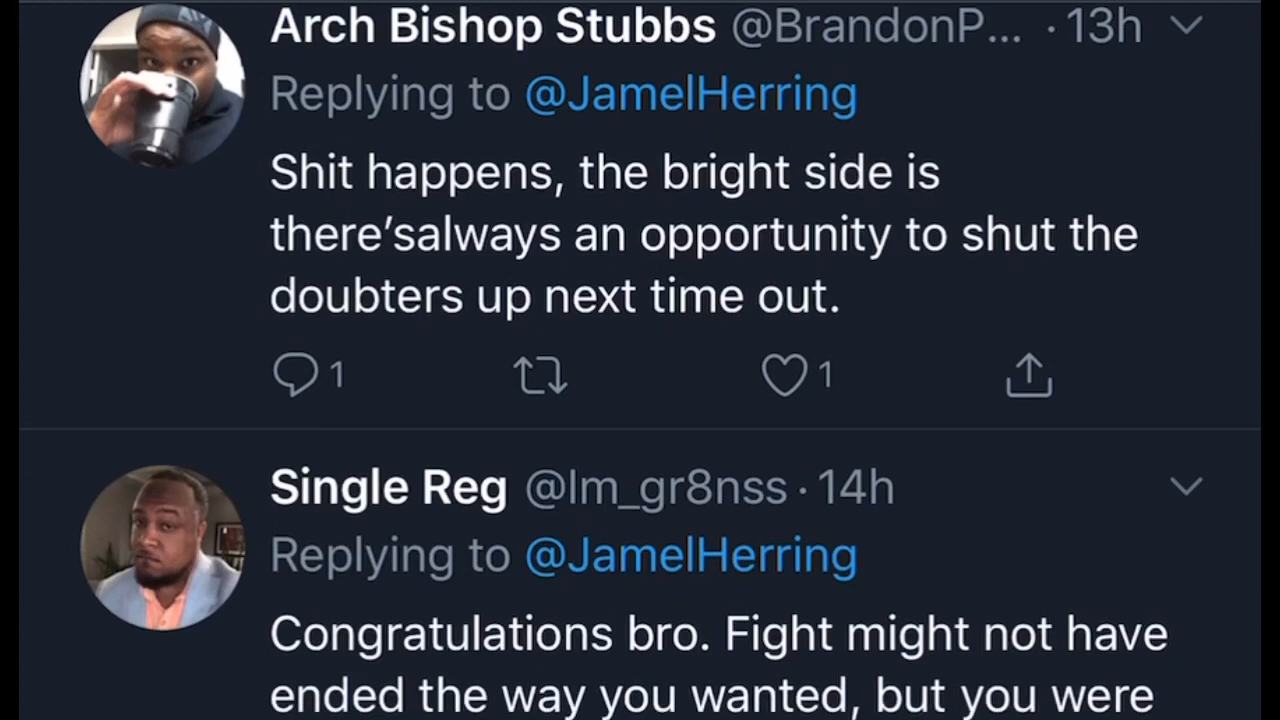 Arch Bishop Stubbs @BrandonP... · 13h
Replying to @JamelHerring
Shit happens, the bright side is
there'salways an opportunity to shut the
doubters up next time out.
1 1
Single Reg @Im_gr8nss · 14h
Replying to @JamelHerring
Congratulations bro. Fight might not have
ended the way you wanted, but you were